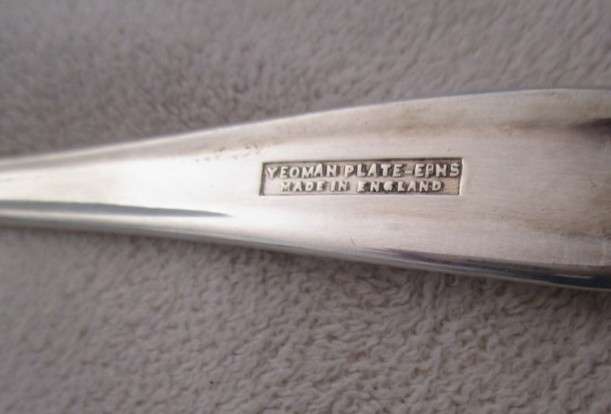 YEOMAN PLATE-EPNS
MADE IN ENGLAND